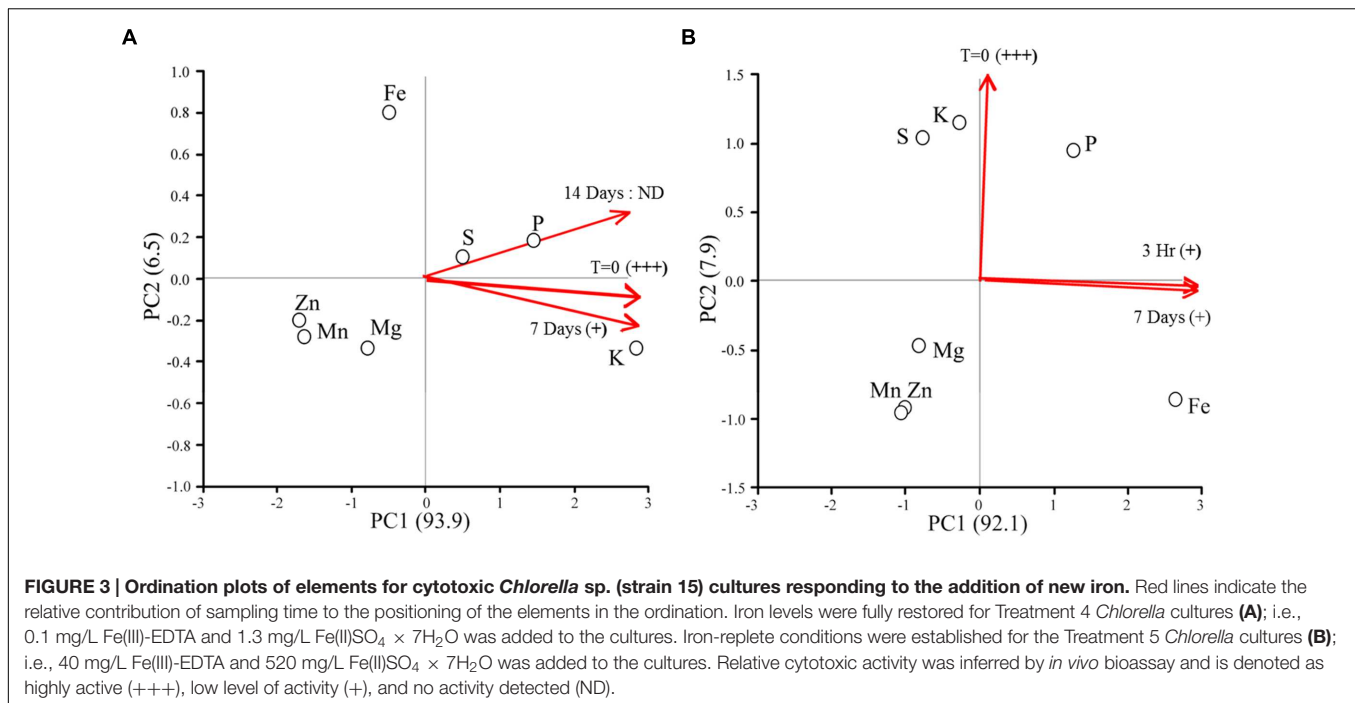 A
1.0
0.8
0.6
0.4
0.2
0.0
-0.2
-0.4
-0.6
-0.8
-1.0
PC2 (6.5)
Fe
14 Days : ND
P
S
T=0 (+++)
Zn
Mn
Mg
7 Days (+)
K
-3 -2 -1 0 1 2 3
PC1 (93.9)
B
T=0 (+++)
1.5
1.0
0.5
0.0
-0.5
-1.0
-1.5
PC2 (7.9)
K
S
P
3 Hr (+)
7 Days (+)
Mg
Mn Zn
Fe
-3 -2 -1 0 1 2 3
PC1 (92.1)
FIGURE 3 | Ordination plots of elements for cytotoxic Chlorella sp. (strain 15) cultures responding to the addition of new iron. Red lines indicate the
relative contribution of sampling time to the positioning of the elements in the ordination. Iron levels were fully restored for Treatment 4 Chlorella cultures (A); i.e.,
0.1 mg/L Fe(III)-EDTA and 1.3 mg/L Fe(II)SO₄ × 7H₂O was added to the cultures. Iron-replete conditions were established for the Treatment 5 Chlorella cultures (B);
i.e., 40 mg/L Fe(III)-EDTA and 520 mg/L Fe(II)SO₄ × 7H₂O was added to the cultures. Relative cytotoxic activity was inferred by in vivo bioassay and is denoted as
highly active (+++), low level of activity (+), and no activity detected (ND).